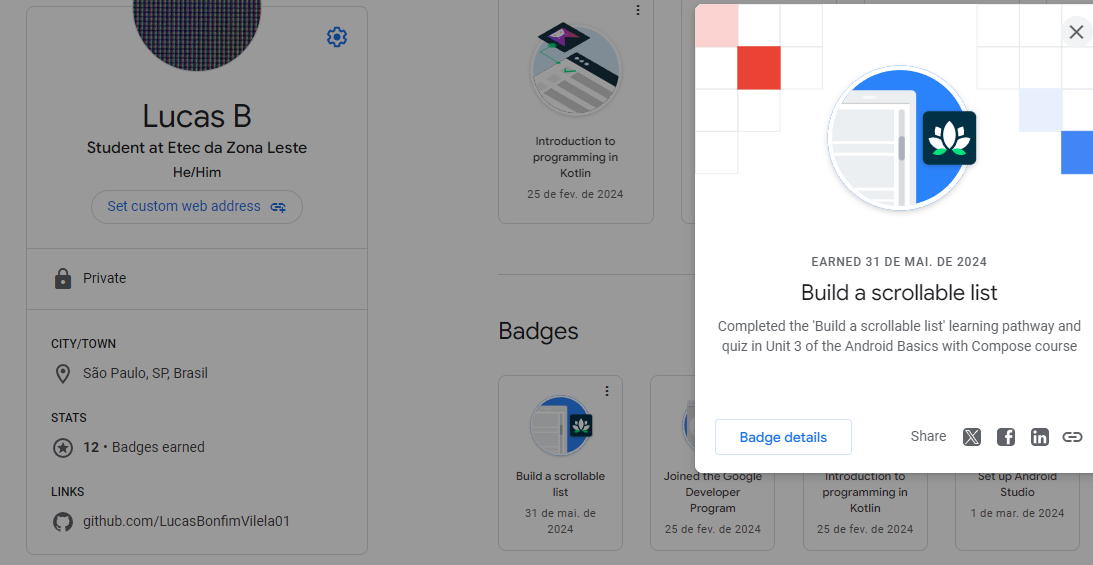 Lucas B
Student at Etec da Zona Leste
He/Him
Set custom web address
Private
CITY/TOWN
São Paulo, SP, Brasil
STATS
12 • Badges earned
LINKS
github.com/LucasBonfimVilela01
Introduction to
programming in
Kotlin
25 de fev. de 2024
Badges
Build a scrollable
list
31 de mai. de
2024
Joined the Google
Developer
Program
25 de fev. de 2024
Introduction to
programming in
Kotlin
25 de fev. de 2024
Set up Android
Studio
1 de mar. de 2024
EARNED 31 DE MAI. DE 2024
Build a scrollable list
Completed the 'Build a scrollable list' learning pathway and
quiz in Unit 3 of the Android Basics with Compose course
Badge details
Share